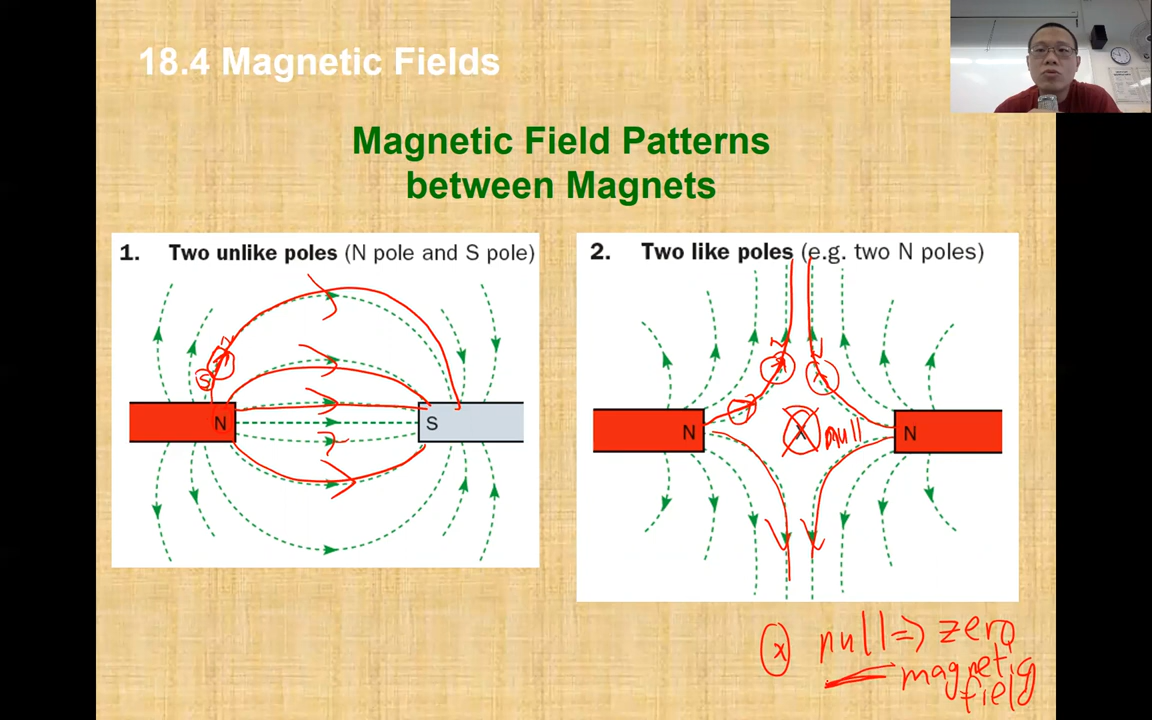 18.4 Magnetic Fields
Magnetic Field Patterns
between Magnets
1. Two unlike poles (N pole and S pole)
N
S
N
S
2. Two like poles (e.g. two N poles)
N
N
N
N
X
null
x
null => zero
magnetic
field